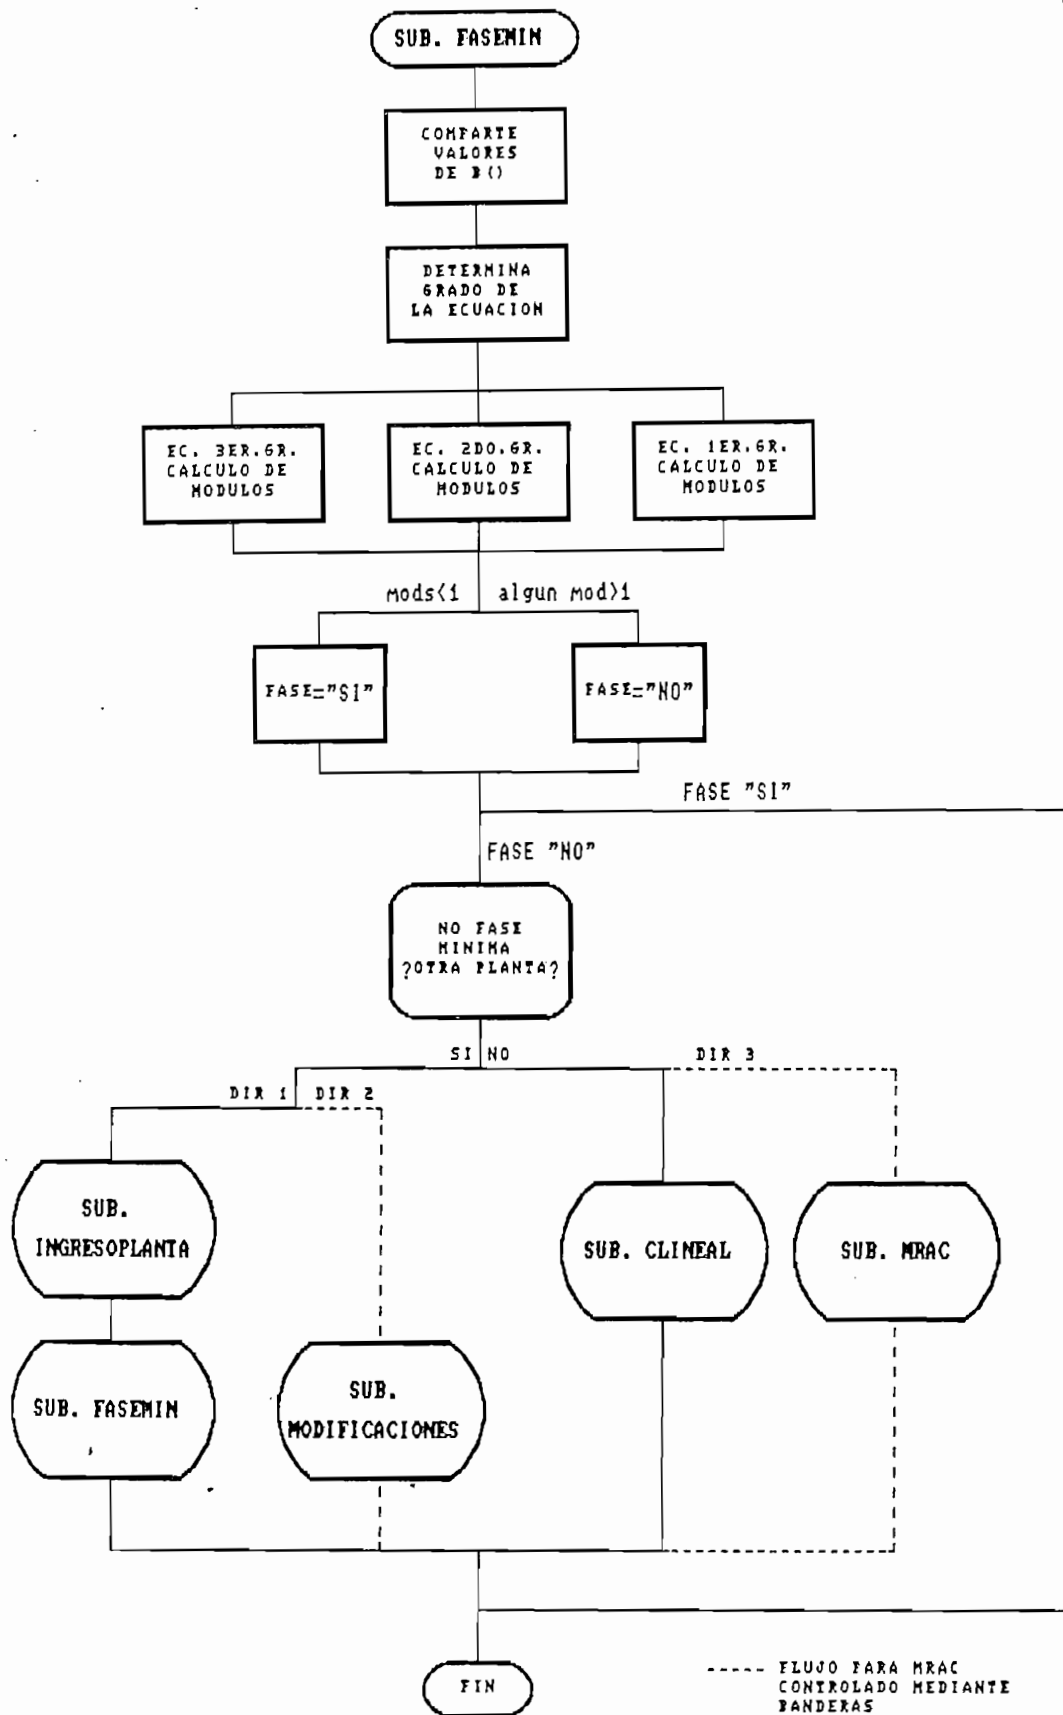 SUB. FASEMIN
COMPARTE
VALORES
DE B()
DETERMINA
GRADO DE
LA ECUACION
EC. 3ER.GR.
CALCULO DE
MODULOS
EC. 2DO.GR.
CALCULO DE
MODULOS
EC. 1ER.GR.
CALCULO DE
MODULOS
mods<1
algun mod>1
FASE="SI"
FASE="NO"
FASE "SI"
FASE "NO"
NO FASE
MINIMA
?OTRA PLANTA?
SI NO
DIR 3
DIR 1
DIR 2
SUB.
INGRESOPLANTA
SUB. CLINEAL
SUB. MRAC
SUB. FASEMIN
SUB.
MODIFICACIONES
FIN
----- FLUJO PARA MRAC
CONTROLADO MEDIANTE
BANDERAS